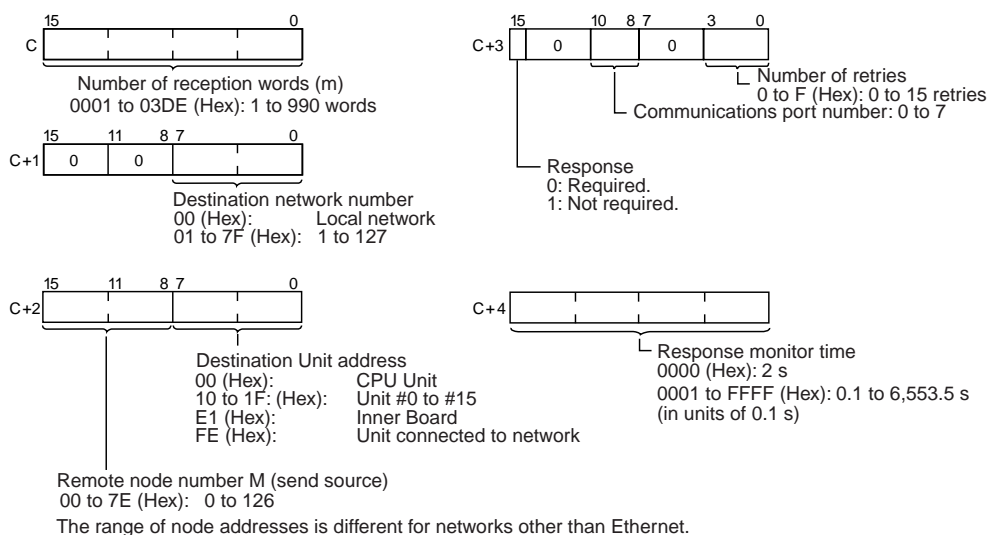 15 0
C
Number of reception words (m)
0001 to 03DE (Hex): 1 to 990 words
15 11 8 7 0
C+1 0 0
Destination network number
00 (Hex): Local network
01 to 7F (Hex): 1 to 127
15 11 8 7 0
C+2
Destination Unit address
00 (Hex): CPU Unit
10 to 1F: (Hex): Unit #0 to #15
E1 (Hex): Inner Board
FE (Hex): Unit connected to network
Remote node number M (send source)
00 to 7E (Hex): 0 to 126
The range of node addresses is different for networks other than Ethernet.
15 10 8 7 3 0
C+3 0 0
Number of retries
0 to F (Hex): 0 to 15 retries
Communications port number: 0 to 7
Response
0: Required.
1: Not required.
C+4
Response monitor time
0000 (Hex): 2 s
0001 to FFFF (Hex): 0.1 to 6,553.5 s
(in units of 0.1 s)